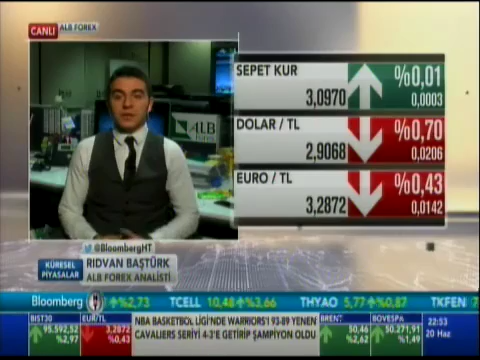 CANLI
ALB FOREX
ALB
SEPET KUR
3,0970
%0,01
0,0003
DOLAR / TL
2,9068
%0,70
0,0206
EURO / TL
3,2872
%0,43
0,0142
@BloombergHT
KÜRESEL
PİYASALAR
RIDVAN BAŞTÜRK
ALB FOREX ANALİSTİ
Bloomberg
%2,73 TCELL 10,48 %3,66 THYAO 5,77 %0,87 TKFEN
BIST30
95.592,52
%2,97
EUR/TL
3,2872
%0,43
NBA BASKETBOL LİGİ'NDE WARRIORS'I 93-89 YENEN
CAVALIERS SERİYİ 4-3'E GETİRİP ŞAMPİYON OLDU
BRENT
50,46
%2,62
BOVESPA
50.271,91
%1,49
22:53
20 Haz